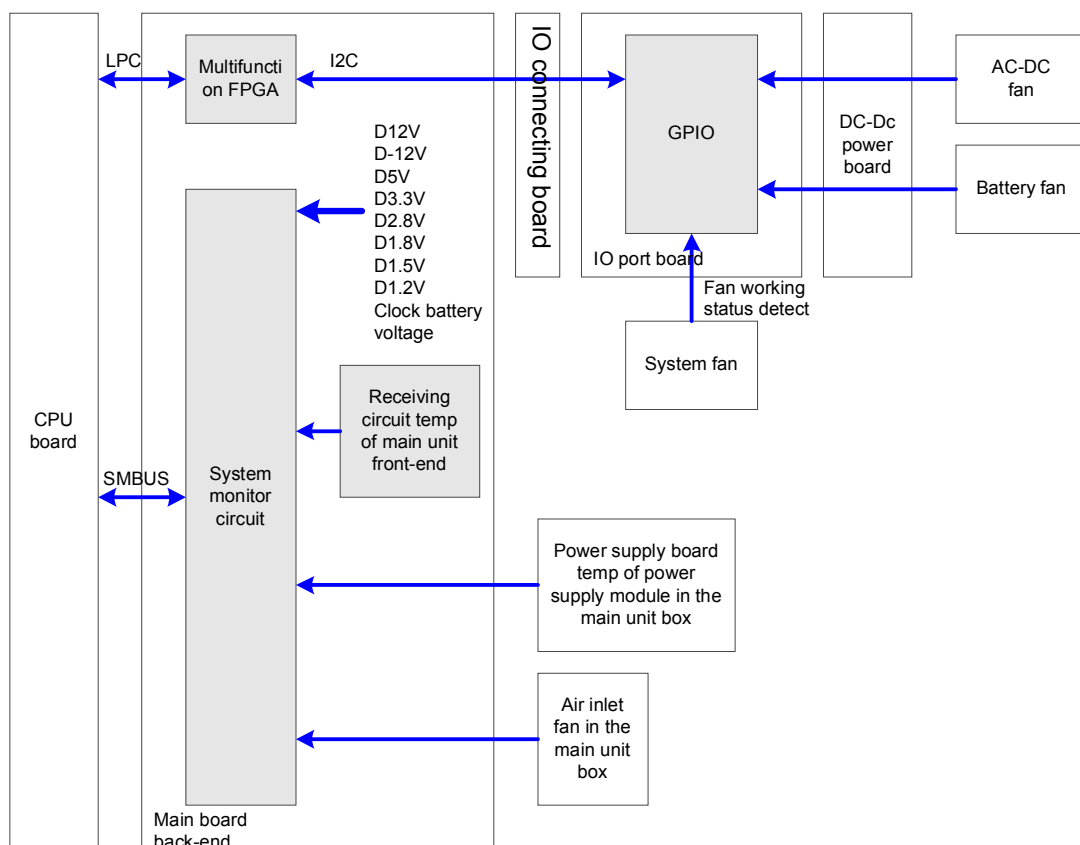 LPC
Multifuncti
on FPGA
I2C
IO connecting board
GPIO
IO port board
DC-Dc
power
board
AC-DC
fan
Battery fan
D12V
D-12V
D5V
D3.3V
D2.8V
D1.8V
D1.5V
D1.2V
Clock battery
voltage
Fan working
status detect
System fan
CPU
board
SMBUS
System
monitor
circuit
Receiving
circuit temp
of main unit
front-end
Power supply board
temp of power
supply module in the
main unit box
Air inlet
fan in the
main unit
box
Main board
back-end